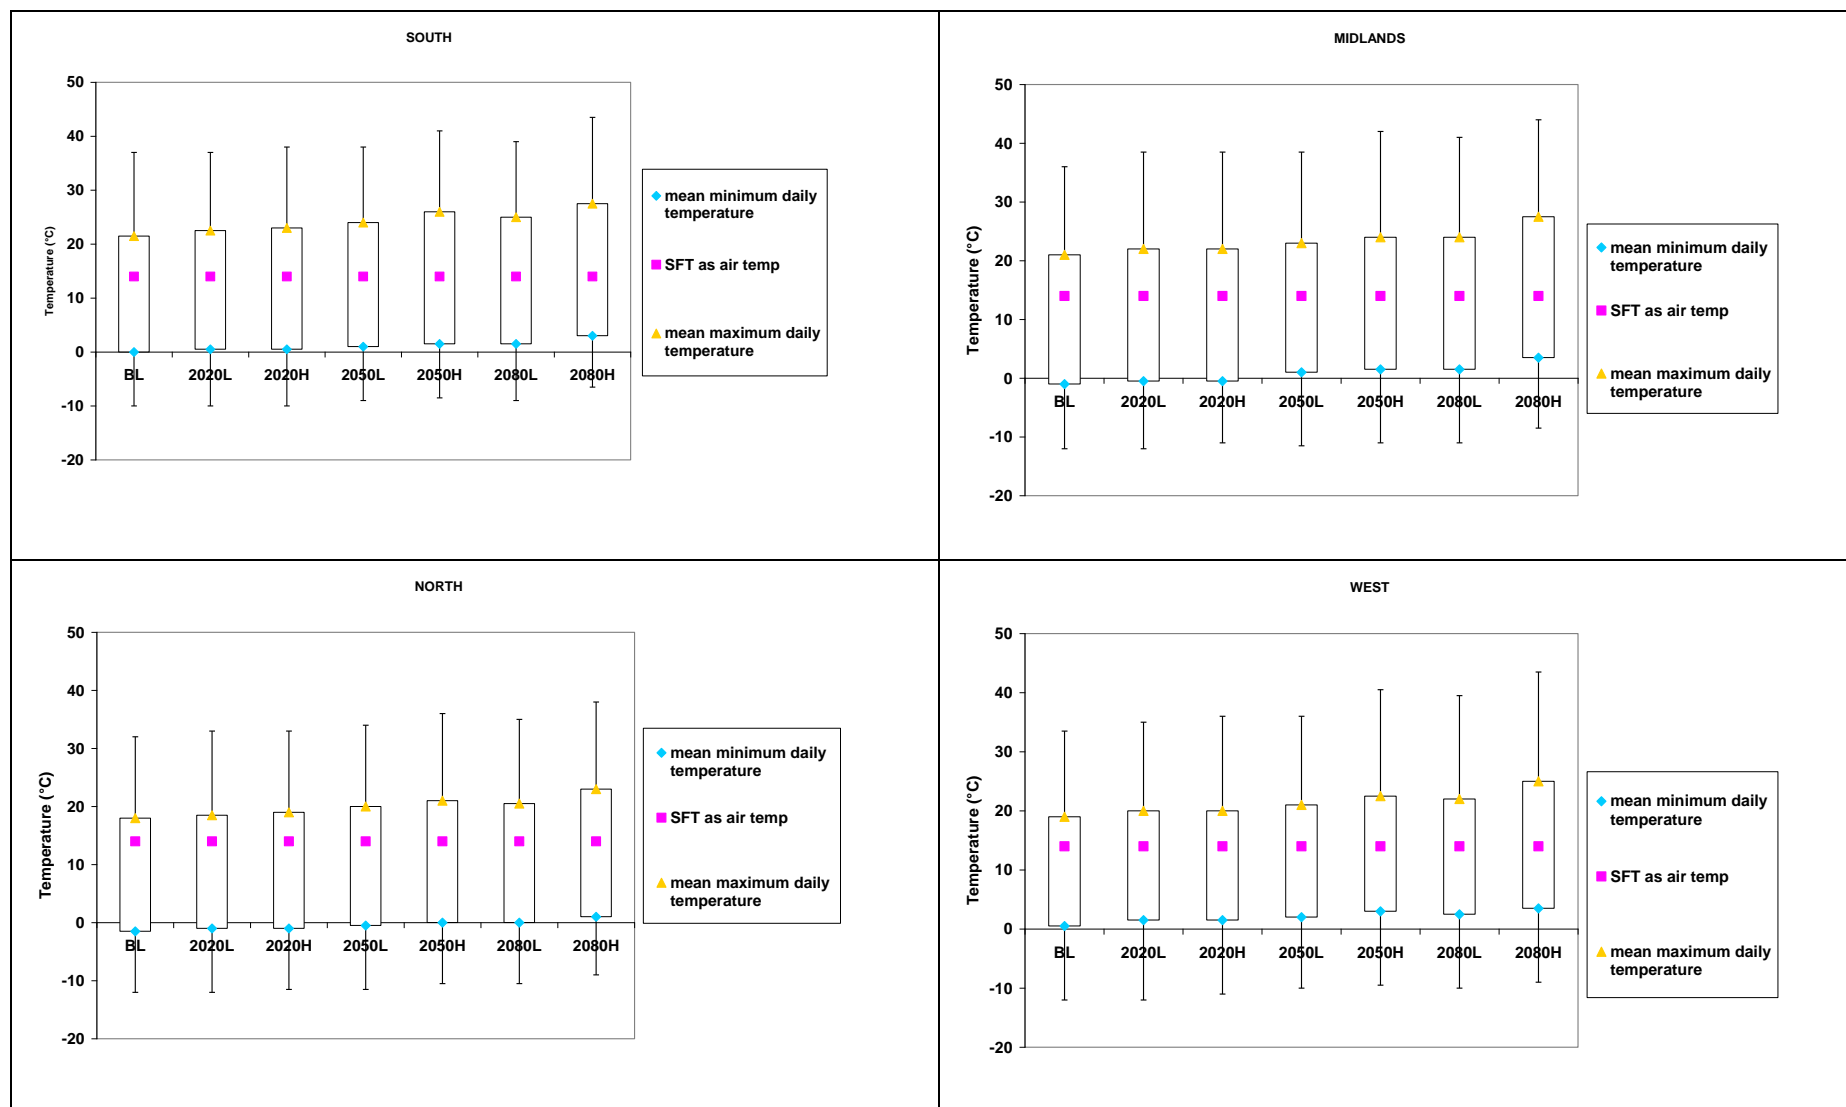 SOUTH
50
40
30
20
10
0
-10
-20
Temperature (°C)
BL
2020L
2020H
2050L
2050H
2080L
2080H
mean minimum daily
temperature
SFT as air temp
mean maximum daily
temperature
MIDLANDS
50
40
30
20
10
0
-10
-20
Temperature (°C)
BL
2020L
2020H
2050L
2050H
2080L
2080H
mean minimum daily
temperature
SFT as air temp
mean maximum daily
temperature
NORTH
50
40
30
20
10
0
-10
-20
Temperature (°C)
BL
2020L
2020H
2050L
2050H
2080L
2080H
mean minimum daily
temperature
SFT as air temp
mean maximum daily
temperature
WEST
50
40
30
20
10
0
-10
-20
Temperature (°C)
BL
2020L
2020H
2050L
2050H
2080L
2080H
mean minimum daily
temperature
SFT as air temp
mean maximum daily
temperature